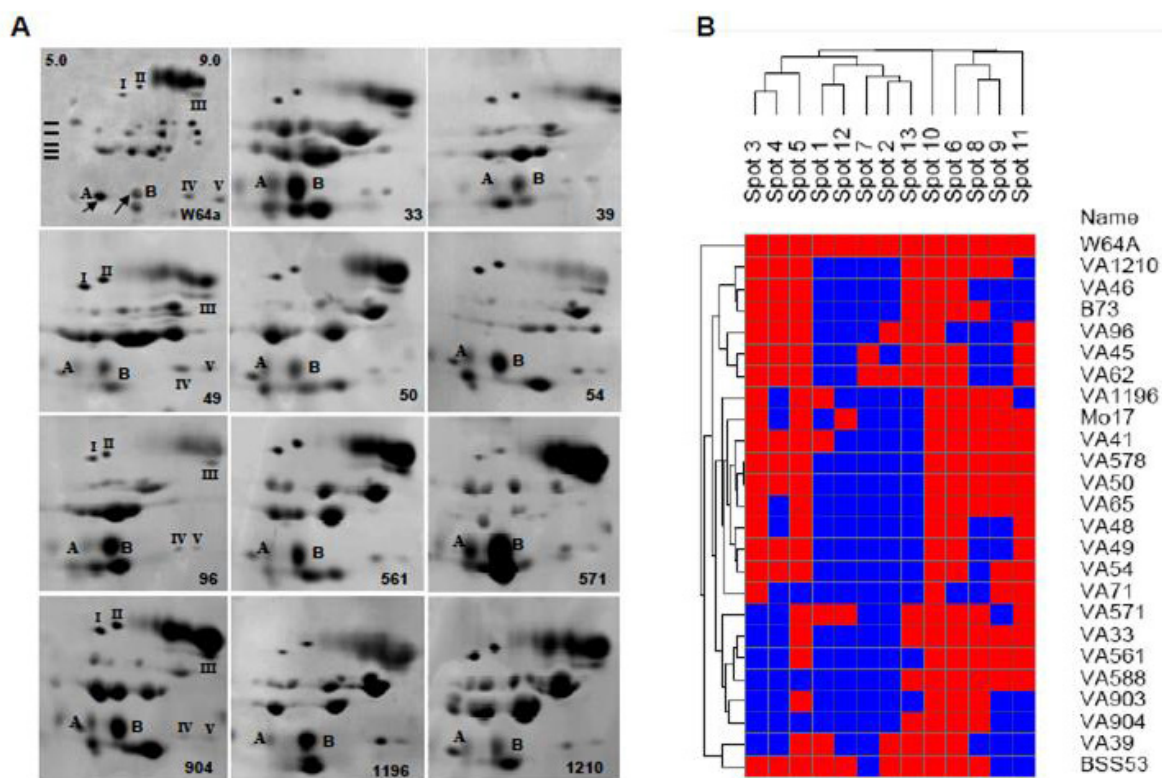 A
B
5.0 9.0
I II
III
A B IV V
W64a
A B
33
A B
39
I II
III
A B V
IV
49
A B
50
A B
54
I II
III
A B IV V
96
A B
561
A B
571
I II
III
A B IV V
904
A B
1196
A B
1210
Spot 3
Spot 4
Spot 5
Spot 1
Spot 12
Spot 7
Spot 2
Spot 13
Spot 10
Spot 6
Spot 8
Spot 9
Spot 11
Name
W64A
VA1210
VA46
B73
VA96
VA45
VA62
VA1196
Mo17
VA41
VA578
VA50
VA65
VA48
VA49
VA54
VA71
VA571
VA33
VA561
VA588
VA903
VA904
VA39
BSS53